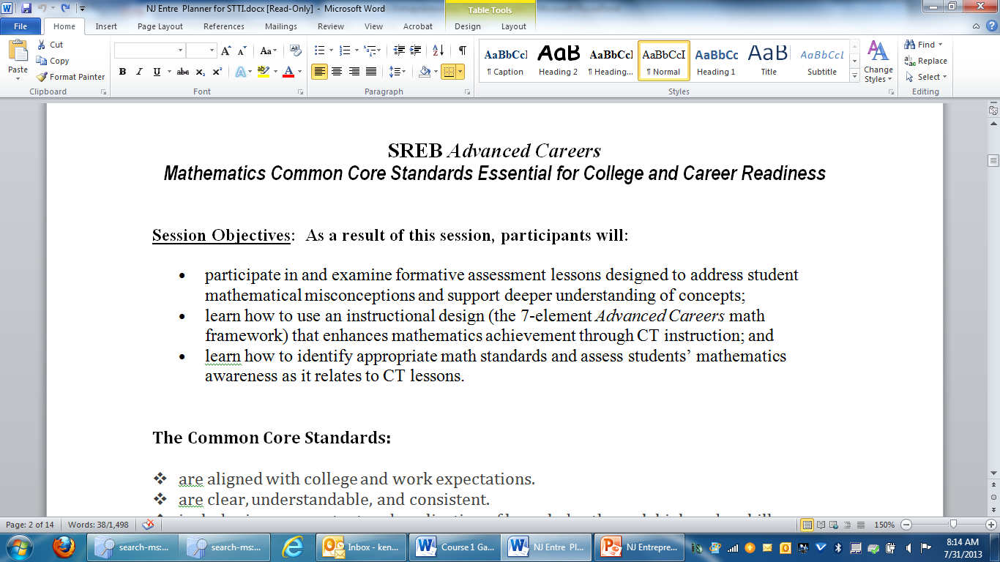 NJ Entre Planner for STTI.docx [Read-Only] - Microsoft Word
Table Tools
File Home Insert Page Layout References Mailings Review View Acrobat Design Layout
Paste
Cut
Copy
Format Painter
Clipboard
Font
Paragraph
AaBbCcI AaB AaBbCcI AaBbCcI AaBbCc AaB AaBbCcL
¶ Caption Heading 2 ¶ Heading... ¶ Normal Heading 1 Title Subtitle
Styles
Change
Styles
Find
Replace
Select
Editing
SREB Advanced Careers
Mathematics Common Core Standards Essential for College and Career Readiness
Session Objectives: As a result of this session, participants will:
• participate in and examine formative assessment lessons designed to address student
mathematical misconceptions and support deeper understanding of concepts;
• learn how to use an instructional design (the 7-element Advanced Careers math
framework) that enhances mathematics achievement through CT instruction; and
• learn how to identify appropriate math standards and assess students’ mathematics
awareness as it relates to CT lessons.
The Common Core Standards:
❖ are aligned with college and work expectations.
❖ are clear, understandable, and consistent.
Page: 2 of 14 Words: 38/1,498 150%
search-ms:... search-ms:... Inbox - ken... Course 1 Ga... NJ Entre Pl... NJ Entrepre...
8:14 AM
7/31/2013